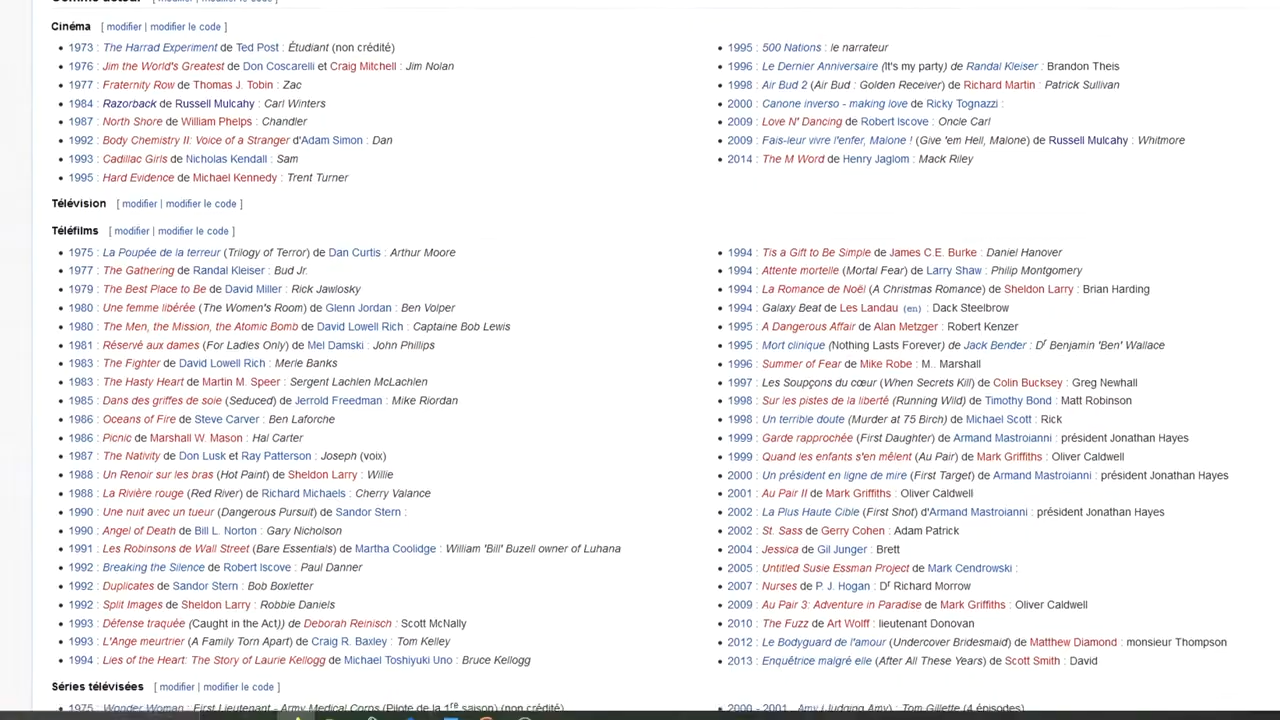 Cinéma [ modifier | modifier le code ]
• 1973 : The Harrad Experiment de Ted Post : Étudiant (non crédité)
• 1976 : Jim the World's Greatest de Don Coscarelli et Craig Mitchell : Jim Nolan
• 1977 : Fraternity Row de Thomas J. Tobin : Zac
• 1984 : Razorback de Russell Mulcahy : Carl Winters
• 1987 : North Shore de William Phelps : Chandler
• 1992 : Body Chemistry II: Voice of a Stranger d'Adam Simon : Dan
• 1993 : Cadillac Girls de Nicholas Kendall : Sam
• 1995 : Hard Evidence de Michael Kennedy : Trent Turner
• 1995 : 500 Nations : le narrateur
• 1996 : Le Dernier Anniversaire (It's my party) de Randal Kleiser : Brandon Theis
• 1998 : Air Bud 2 (Air Bud : Golden Receiver) de Richard Martin : Patrick Sullivan
• 2000 : Canone inverso - making love de Ricky Tognazzi :
• 2009 : Love N' Dancing de Robert Iscove : Oncle Carl
• 2009 : Fais-leur vivre l'enfer, Malone ! (Give 'em Hell, Malone) de Russell Mulcahy : Whitmore
• 2014 : The M Word de Henry Jaglom : Mack Riley
Télévision [ modifier | modifier le code ]
Téléfilms [ modifier | modifier le code ]
• 1975 : La Poupée de la terreur (Trilogy of Terror) de Dan Curtis : Arthur Moore
• 1977 : The Gathering de Randal Kleiser : Bud Jr.
• 1979 : The Best Place to Be de David Miller : Rick Jawlosky
• 1980 : Une femme libérée (The Women's Room) de Glenn Jordan : Ben Volper
• 1980 : The Men, the Mission, the Atomic Bomb de David Lowell Rich : Captaine Bob Lewis
• 1981 : Réservé aux dames (For Ladies Only) de Mel Damski : John Phillips
• 1983 : The Fighter de David Lowell Rich : Merle Banks
• 1983 : The Hasty Heart de Martin M. Speer : Sergent Lachlen McLachlen
• 1985 : Dans des griffes de soie (Seduced) de Jerrold Freedman : Mike Riordan
• 1986 : Oceans of Fire de Steve Carver : Ben Laforche
• 1986 : Picnic de Marshall W. Mason : Hal Carter
• 1987 : The Nativity de Don Lusk et Ray Patterson : Joseph (voix)
• 1988 : Un Renoir sur les bras (Hot Paint) de Sheldon Larry : Willie
• 1988 : La Rivière rouge (Red River) de Richard Michaels : Cherry Valance
• 1990 : Une nuit avec un tueur (Dangerous Pursuit) de Sandor Stern :
• 1990 : Angel of Death de Bill L. Norton : Gary Nicholson
• 1991 : Les Robinsons de Wall Street (Bare Essentials) de Martha Coolidge : William 'Bill' Buzell owner of Luhana
• 1992 : Breaking the Silence de Robert Iscove : Paul Danner
• 1992 : Duplicates de Sandor Stern : Bob Boxletter
• 1992 : Split Images de Sheldon Larry : Robbie Daniels
• 1993 : Défense traquée (Caught in the Act)) de Deborah Reinisch : Scott McNally
• 1993 : L'Ange meurtrier (A Family Torn Apart) de Craig R. Baxley : Tom Kelley
• 1994 : Lies of the Heart: The Story of Laurie Kellogg de Michael Toshiyuki Uno : Bruce Kellogg
• 1994 : Tis a Gift to Be Simple de James C.E. Burke : Daniel Hanover
• 1994 : Attente mortelle (Mortal Fear) de Larry Shaw : Philip Montgomery
• 1994 : La Romance de Noël (A Christmas Romance) de Sheldon Larry : Brian Harding
• 1994 : Galaxy Beat de Les Landau (en) : Dack Steelbrow
• 1995 : A Dangerous Affair de Alan Metzger : Robert Kenzer
• 1995 : Mort clinique (Nothing Lasts Forever) de Jack Bender : Dr Benjamin 'Ben' Wallace
• 1996 : Summer of Fear de Mike Robe : M.. Marshall
• 1997 : Les Soupçons du cœur (When Secrets Kill) de Colin Bucksey : Greg Newhall
• 1998 : Sur les pistes de la liberté (Running Wild) de Timothy Bond : Matt Robinson
• 1998 : Un terrible doute (Murder at 75 Birch) de Michael Scott : Rick
• 1999 : Garde rapprochée (First Daughter) de Armand Mastroianni : président Jonathan Hayes
• 1999 : Quand les enfants s'en mêlent (Au Pair) de Mark Griffiths : Oliver Caldwell
• 2000 : Un président en ligne de mire (First Target) de Armand Mastroianni : président Jonathan Hayes
• 2001 : Au Pair II de Mark Griffiths : Oliver Caldwell
• 2002 : La Plus Haute Cible (First Shot) d'Armand Mastroianni : président Jonathan Hayes
• 2002 : St. Sass de Gerry Cohen : Adam Patrick
• 2004 : Jessica de Gil Junger : Brett
• 2005 : Untitled Susie Essman Project de Mark Cendrowski :
• 2007 : Nurses de P. J. Hogan : Dr Richard Morrow
• 2009 : Au Pair 3: Adventure in Paradise de Mark Griffiths : Oliver Caldwell
• 2010 : The Fuzz de Art Wolff : lieutenant Donovan
• 2012 : Le Bodyguard de l'amour (Undercover Bridesmaid) de Matthew Diamond : monsieur Thompson
• 2013 : Enquêtrice malgré elle (After All These Years) de Scott Smith : David
Séries télévisées [ modifier | modifier le code ]
• 1975 : Wonder Woman : First Lieutenant - Army Medical Corps (Pilote de la 1re saison) (non crédité)
• 2000 - 2001 : Amy (Judging Amy) : Tom Gillette (4 épisodes)